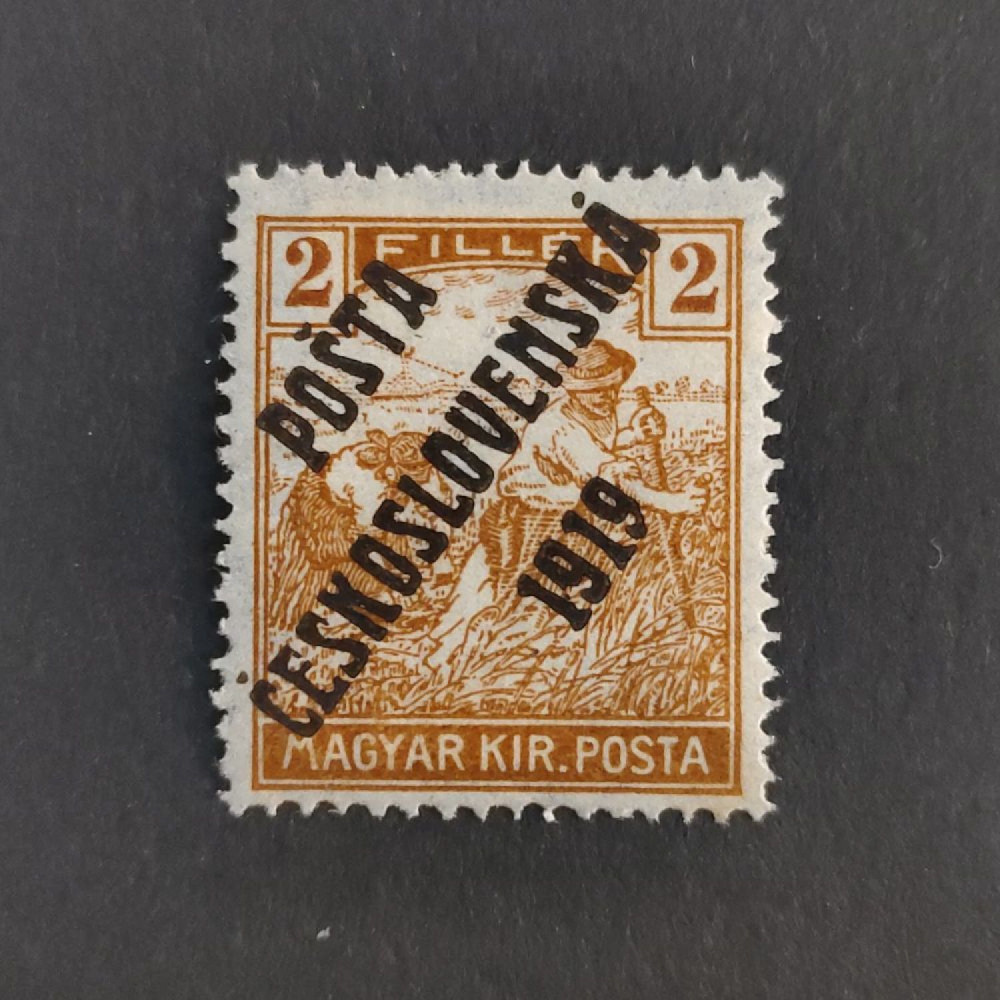 2 FILLÉR 2
POŠTA
ČESKOSLOVENSKÁ
1919
MAGYAR KIR. POSTA